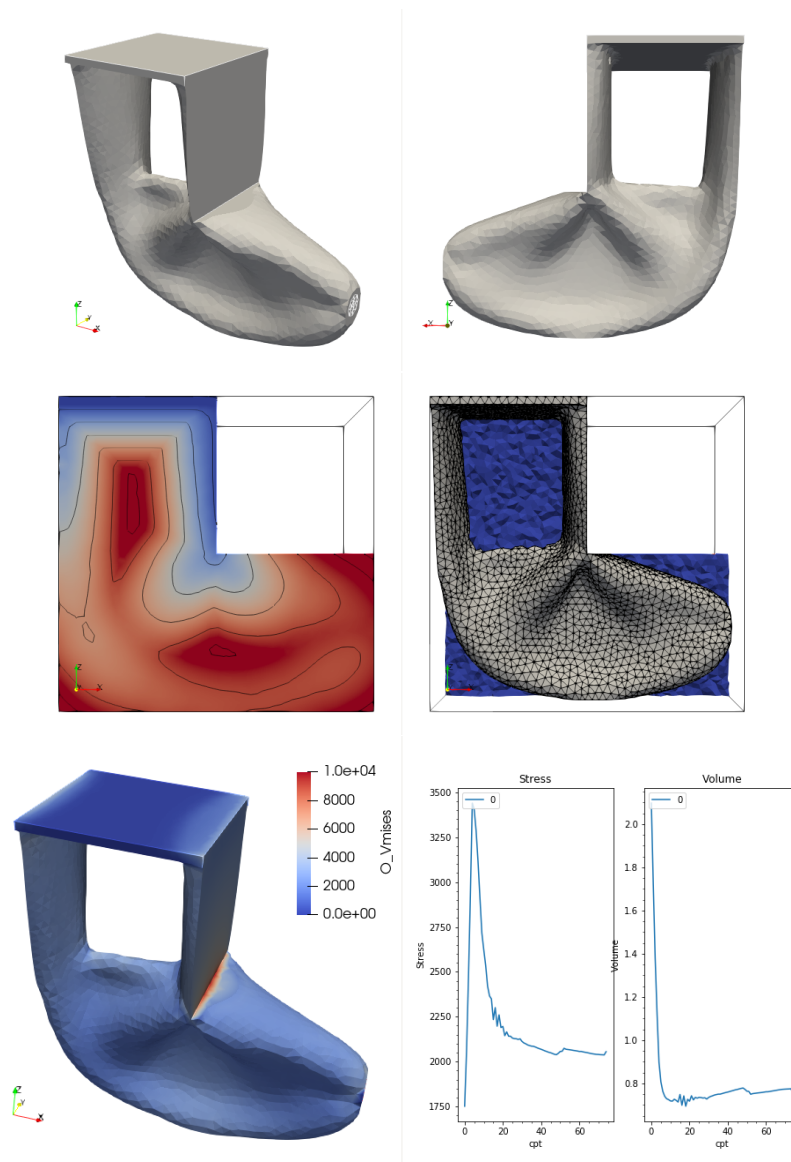 Z
Y
X
Z
X
Y
Z
Y
X
Z
X
1.0e+04
8000
6000
4000
2000
0.0e+00
O_Vmises
Z
Y
X
Stress
0
3500
3250
3000
2750
2500
2250
2000
1750
Stress
0
20
40
60
cpt
Volume
0
2.0
1.8
1.6
1.4
1.2
1.0
0.8
Volume
0
20
40
60
cpt